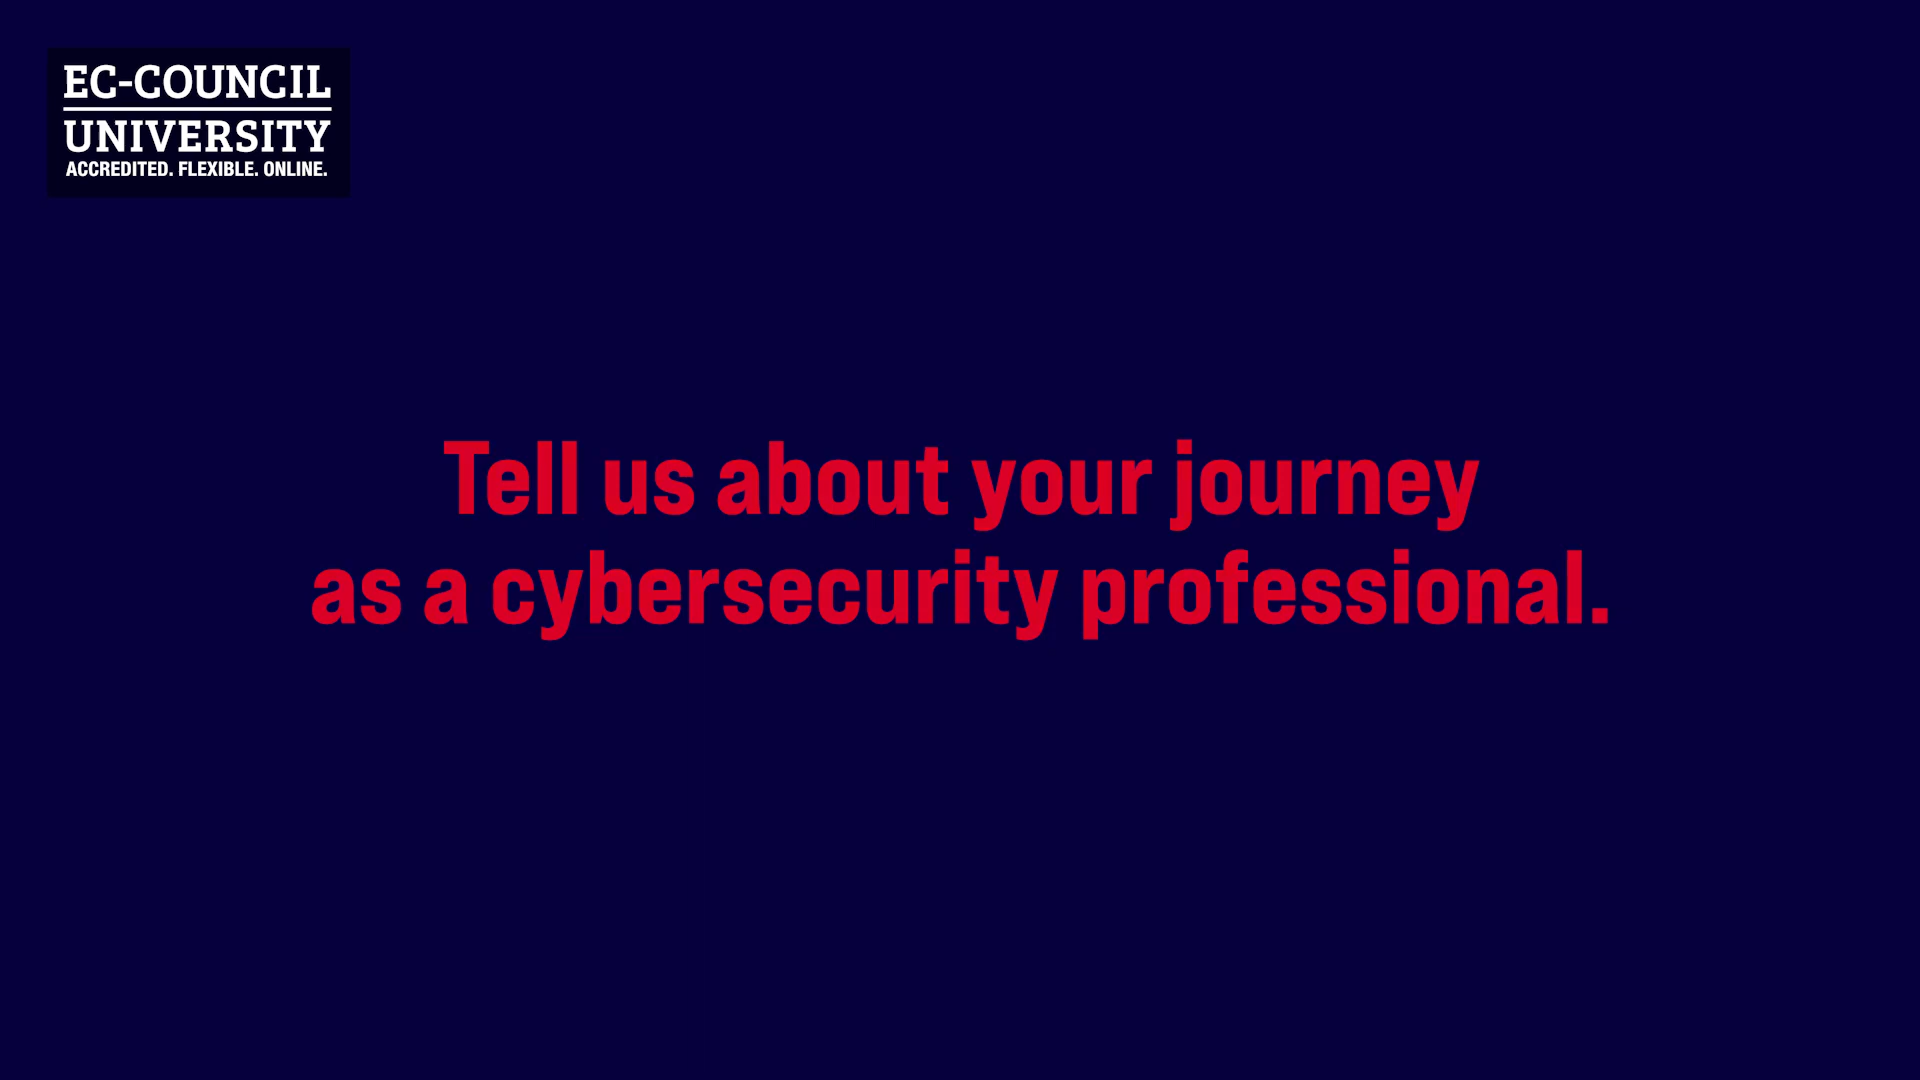 EC-COUNCIL
UNIVERSITY
ACCREDITED. FLEXIBLE. ONLINE.
Tell us about your journey
as a cybersecurity professional.